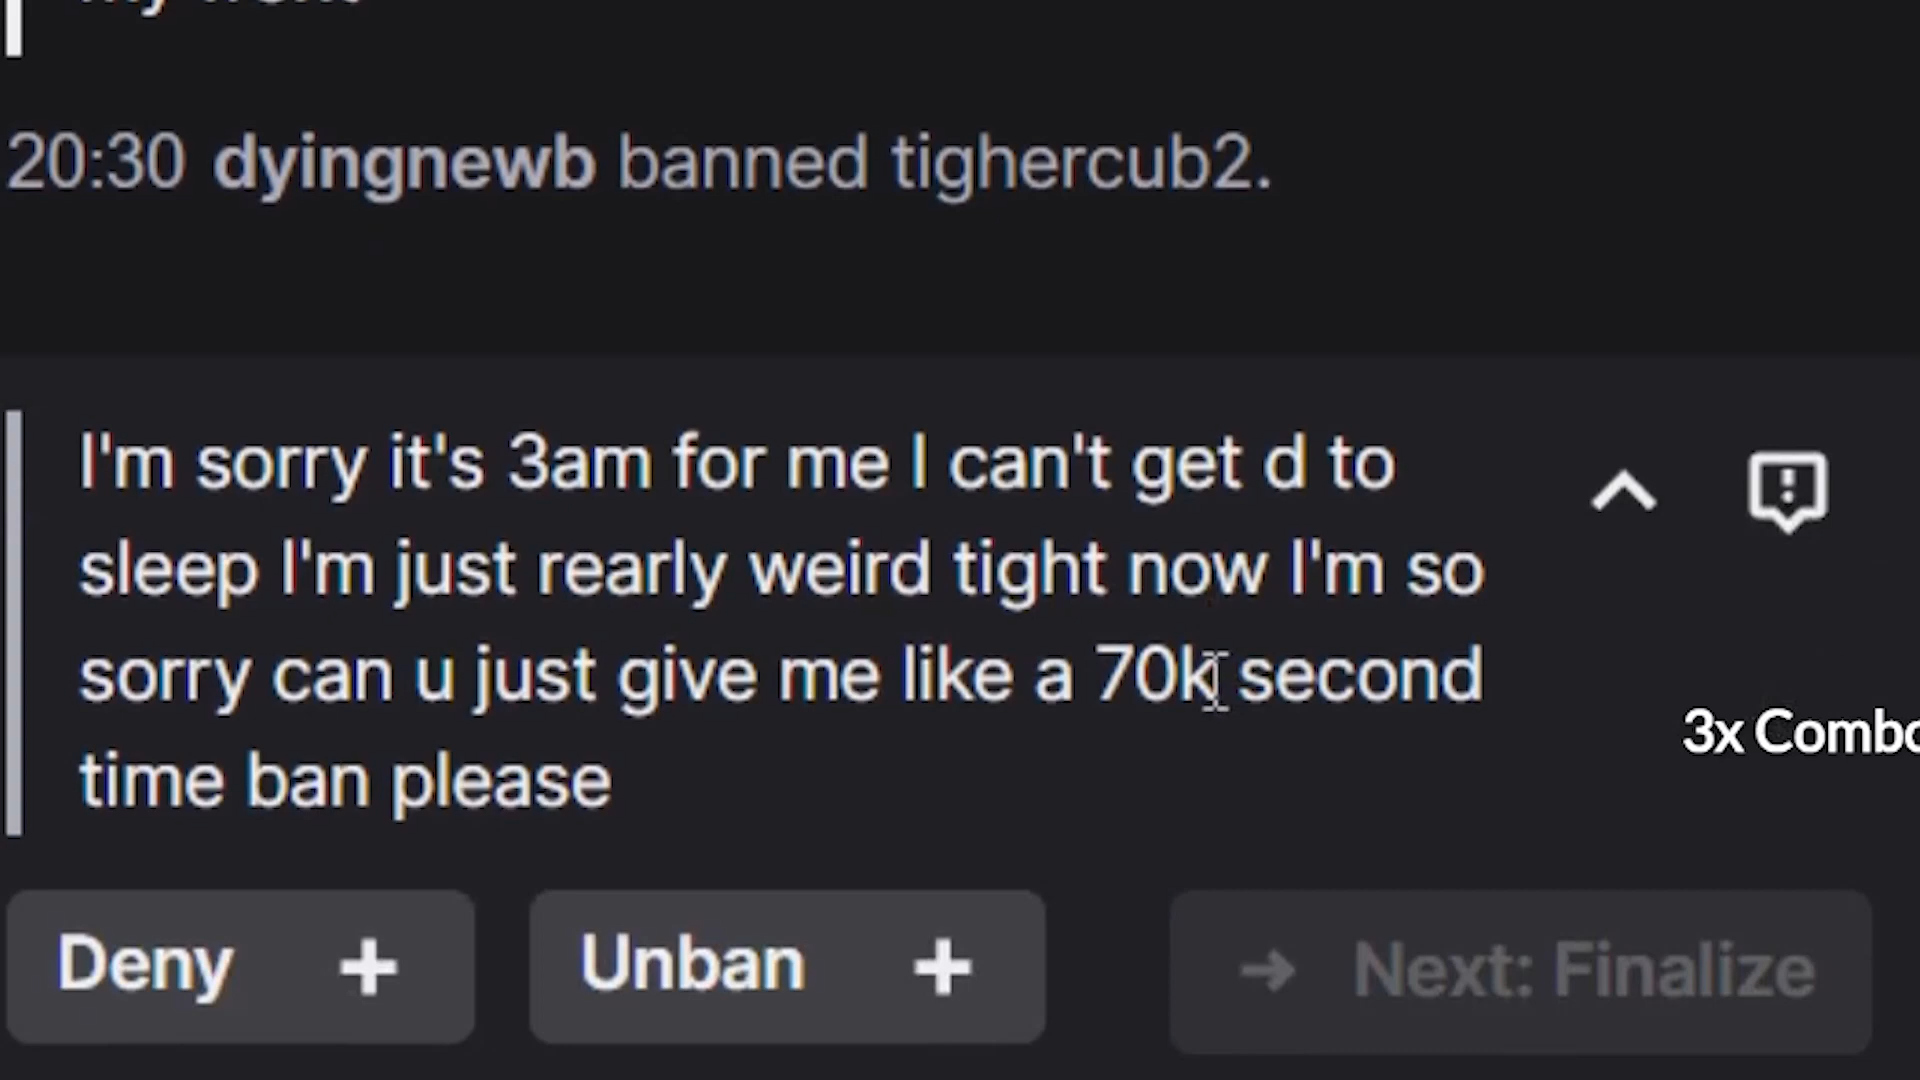 20:30 dyingnewb banned tighercub2.
I'm sorry it's 3am for me I can't get d to
sleep I'm just rearly weird tight now I'm so
sorry can u just give me like a 70k second
time ban please
3x Combo
Deny
Unban
Next: Finalize